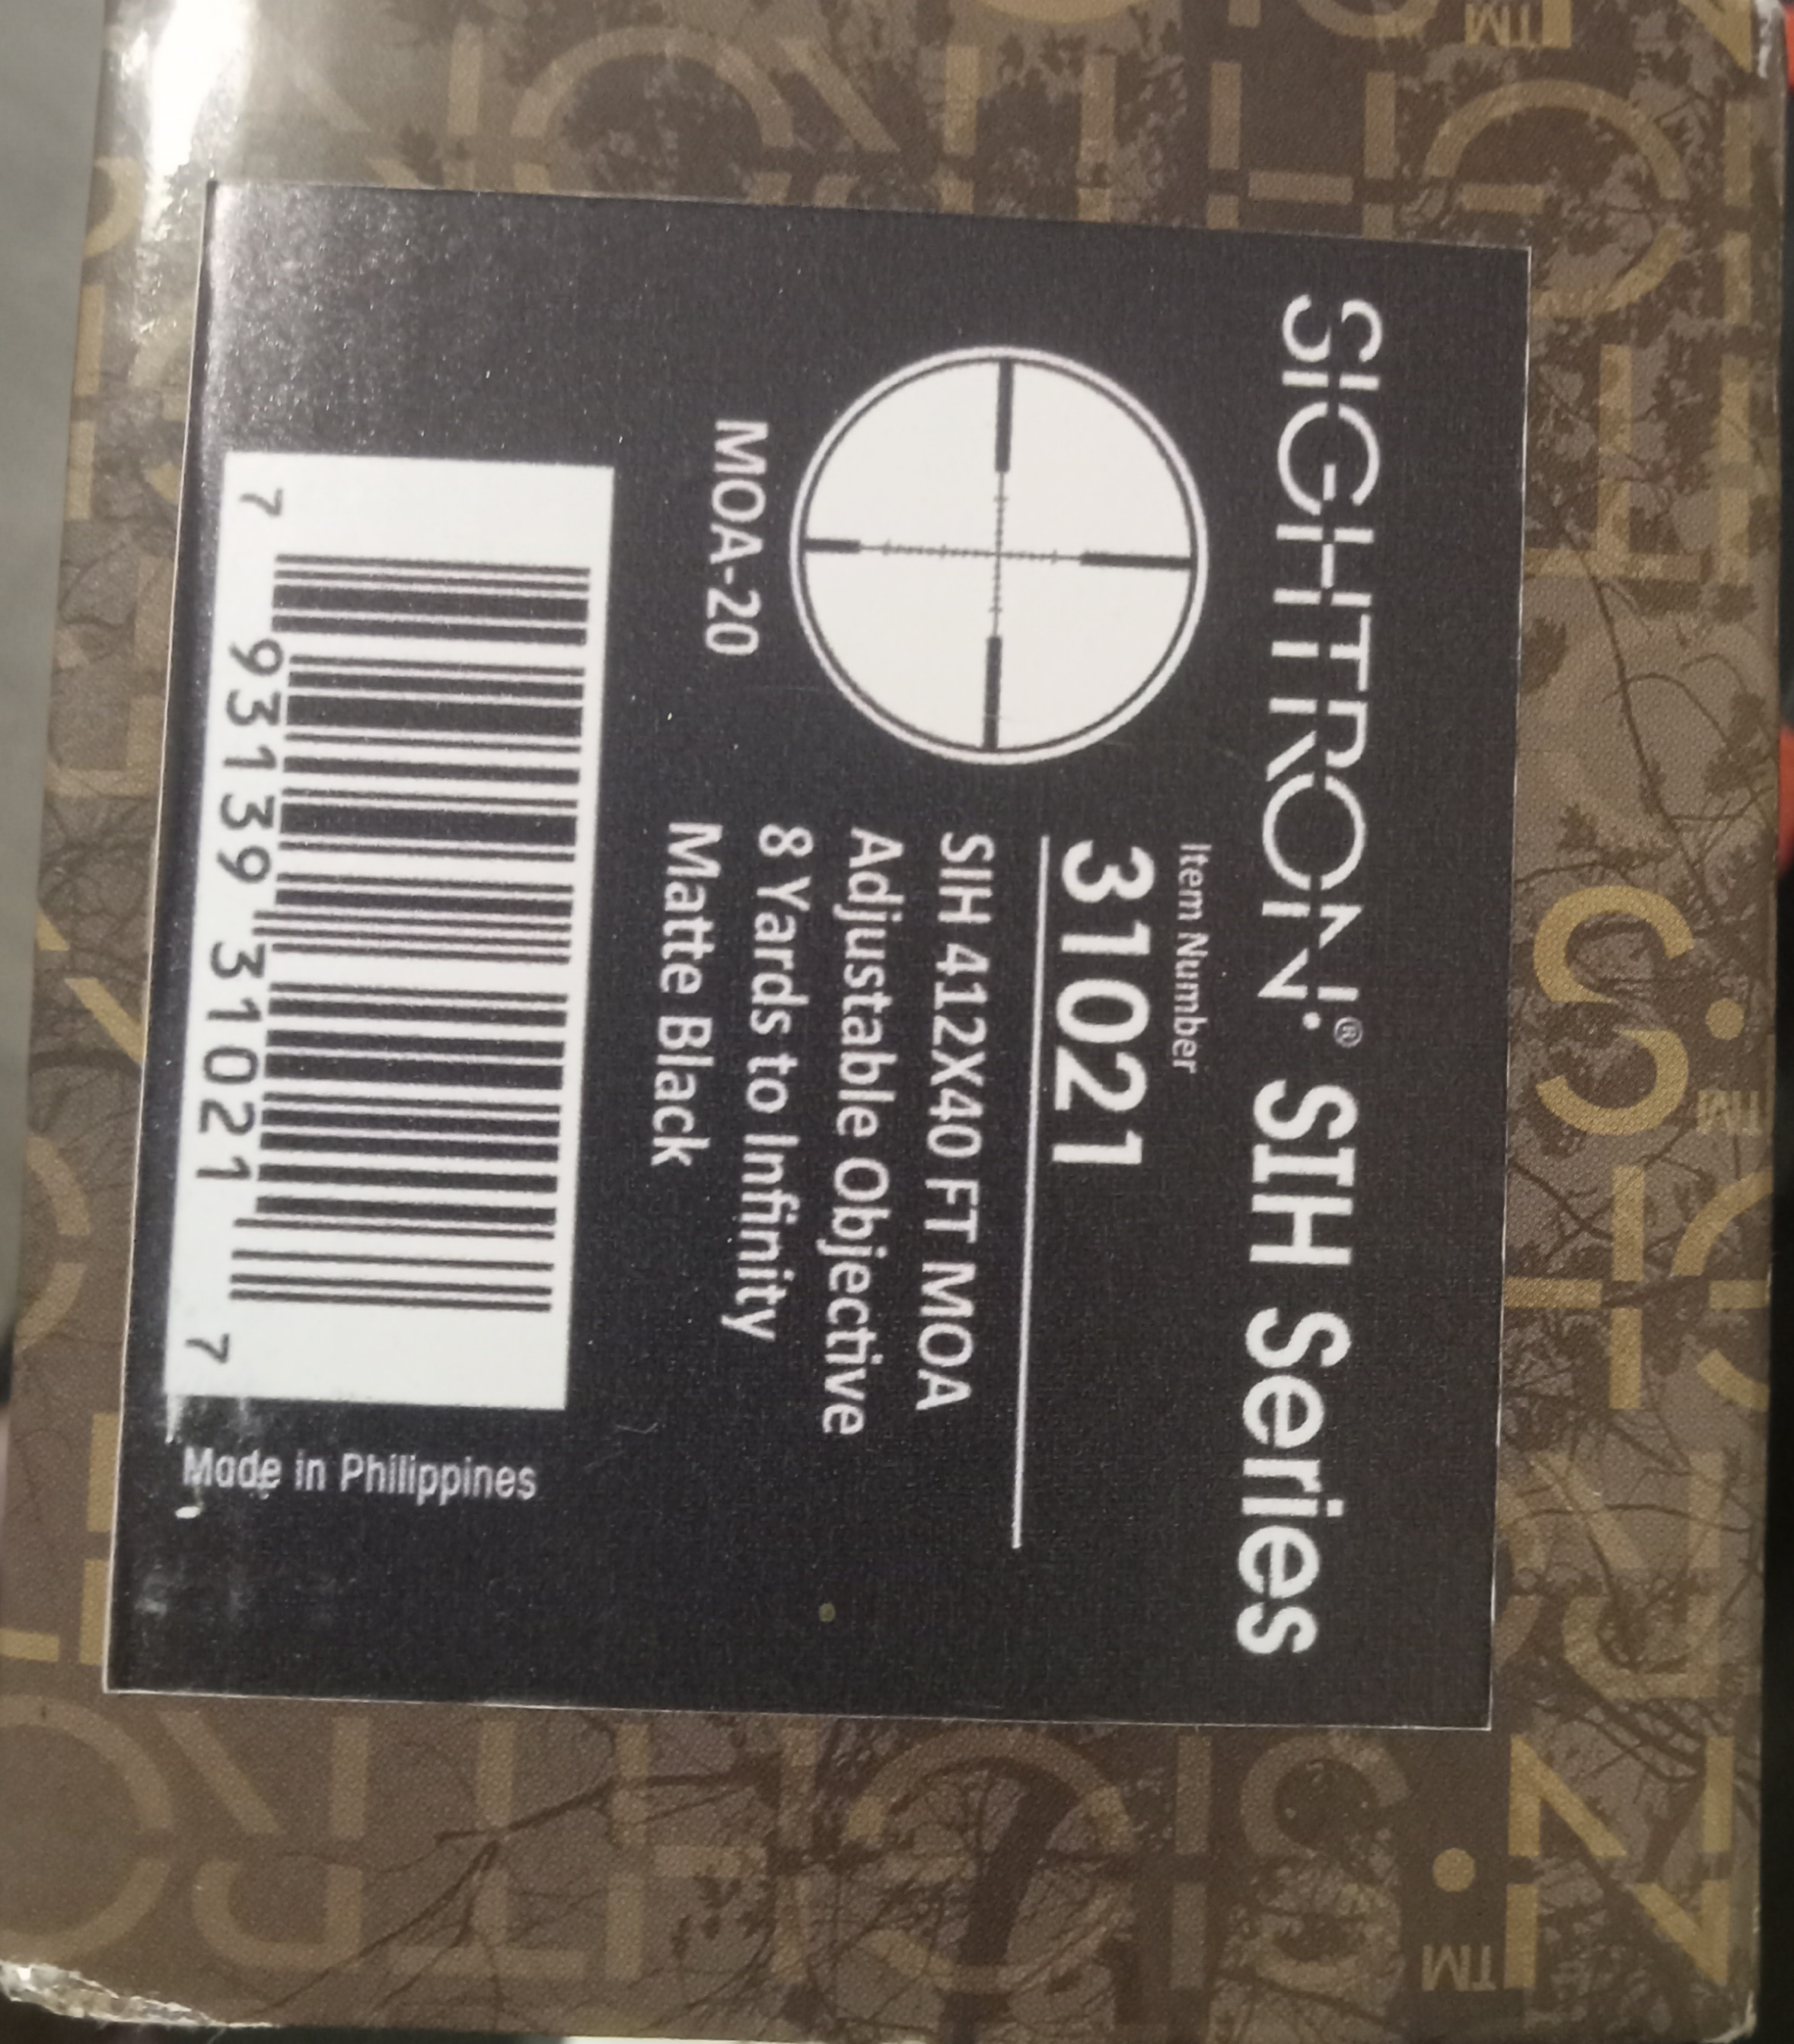 SIGHTRON® SIH Series
Item Number
31021
SIH 412X40 FT MOA
Adjustable Objective
8 Yards to Infinity
Matte Black
MOA-20
7 93139 31021 7
Made in Philippines